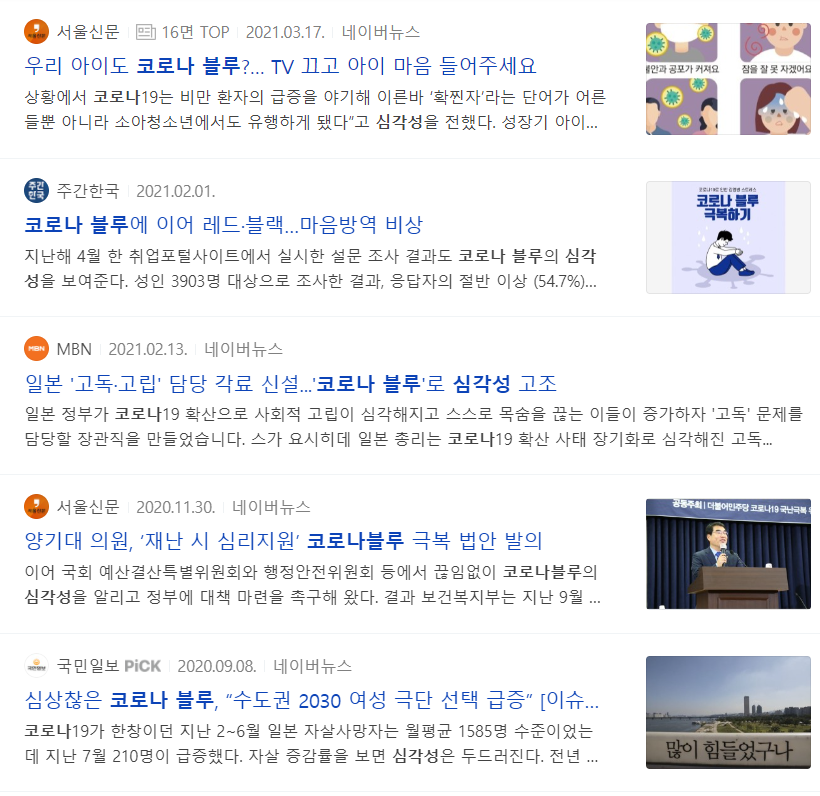 서울신문 16면 TOP 2021.03.17. 네이버뉴스
우리 아이도 코로나 블루?... TV 끄고 아이 마음 들어주세요
상황에서 코로나19는 비만 환자의 급증을 야기해 이른바 ‘확찐자’라는 단어가 어른
들뿐 아니라 소아청소년에서도 유행하게 됐다”고 심각성을 전했다. 성장기 아이...
불안과 공포가 커져요 잠을 잘 못 자겠어요
주간한국 2021.02.01.
코로나 블루에 이어 레드·블랙...마음방역 비상
지난해 4월 한 취업포털사이트에서 실시한 설문 조사 결과도 코로나 블루의 심각
성을 보여준다. 성인 3903명 대상으로 조사한 결과, 응답자의 절반 이상 (54.7%)...
코로나 블루
극복하기
MBN 2021.02.13. 네이버뉴스
일본 '고독·고립' 담당 각료 신설...'코로나 블루'로 심각성 고조
일본 정부가 코로나19 확산으로 사회적 고립이 심각해지고 스스로 목숨을 끊는 이들이 증가하자 '고독' 문제를
담당할 장관직을 만들었습니다. 스가 요시히데 일본 총리는 코로나19 확산 사태 장기화로 심각해진 고독...
서울신문 2020.11.30. 네이버뉴스
양기대 의원, ‘재난 시 심리지원’ 코로나블루 극복 법안 발의
이어 국회 예산결산특별위원회와 행정안전위원회 등에서 끊임없이 코로나블루의
심각성을 알리고 정부에 대책 마련을 촉구해 왔다. 결과 보건복지부는 지난 9월 ...
더불어민주당 코로나19 국난극복
국민일보 PiCK 2020.09.08. 네이버뉴스
심상찮은 코로나 블루, “수도권 2030 여성 극단 선택 급증” [이슈...
코로나19가 한창이던 지난 2~6월 일본 자살사망자는 월평균 1585명 수준이었는
데 지난 7월 210명이 급증했다. 자살 증감률을 보면 심각성은 두드러진다. 전년 ...
많이 힘들었구나